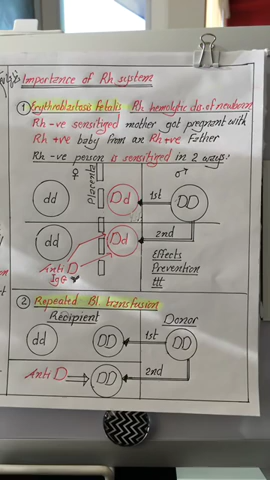 Importance of Rh system
① Erythroblastosis fetalis Rh hemolytic dis. of newborn
Rh -ve sensitized mother got pregnant with
Rh +ve baby from an Rh+ve Father
Rh -ve person is sensitized in 2 ways:
♀ Placenta ♂
dd Dd 1st DD
dd Dd 2nd
Anti D
IgG
Effects
Prevention
ttt
② Repeated Bl. transfusion
Recipient Donor
dd DD 1st DD
Anti D DD 2nd